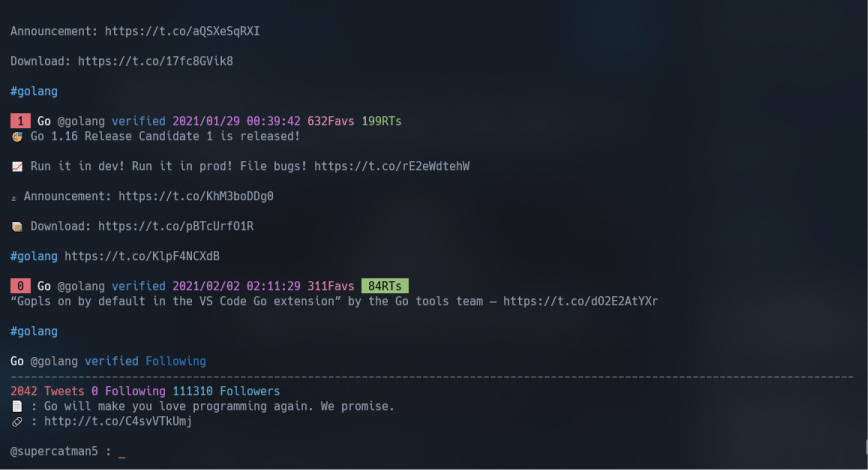 Announcement: https://t.co/aQSXeSqRXI
Download: https://t.co/17fc8GVik8
#golang
1 Go @golang verified 2021/01/29 00:39:42 632Favs 199RTs
🥳 Go 1.16 Release Candidate 1 is released!
📈 Run it in dev! Run it in prod! File bugs! https://t.co/rE2eWdtehW
Announcement: https://t.co/KhM3boDDg0
📦 Download: https://t.co/pBTcUrfO1R
#golang https://t.co/KlpF4NCXdB
0 Go @golang verified 2021/02/02 02:11:29 311Favs 84RTs
“Gopls on by default in the VS Code Go extension” by the Go tools team — https://t.co/dO2E2AtYXr
#golang
Go @golang verified Following
2042 Tweets 0 Following 111310 Followers
📄 : Go will make you love programming again. We promise.
🔗 : http://t.co/C4svVTkUmj
@supercatman5 : _